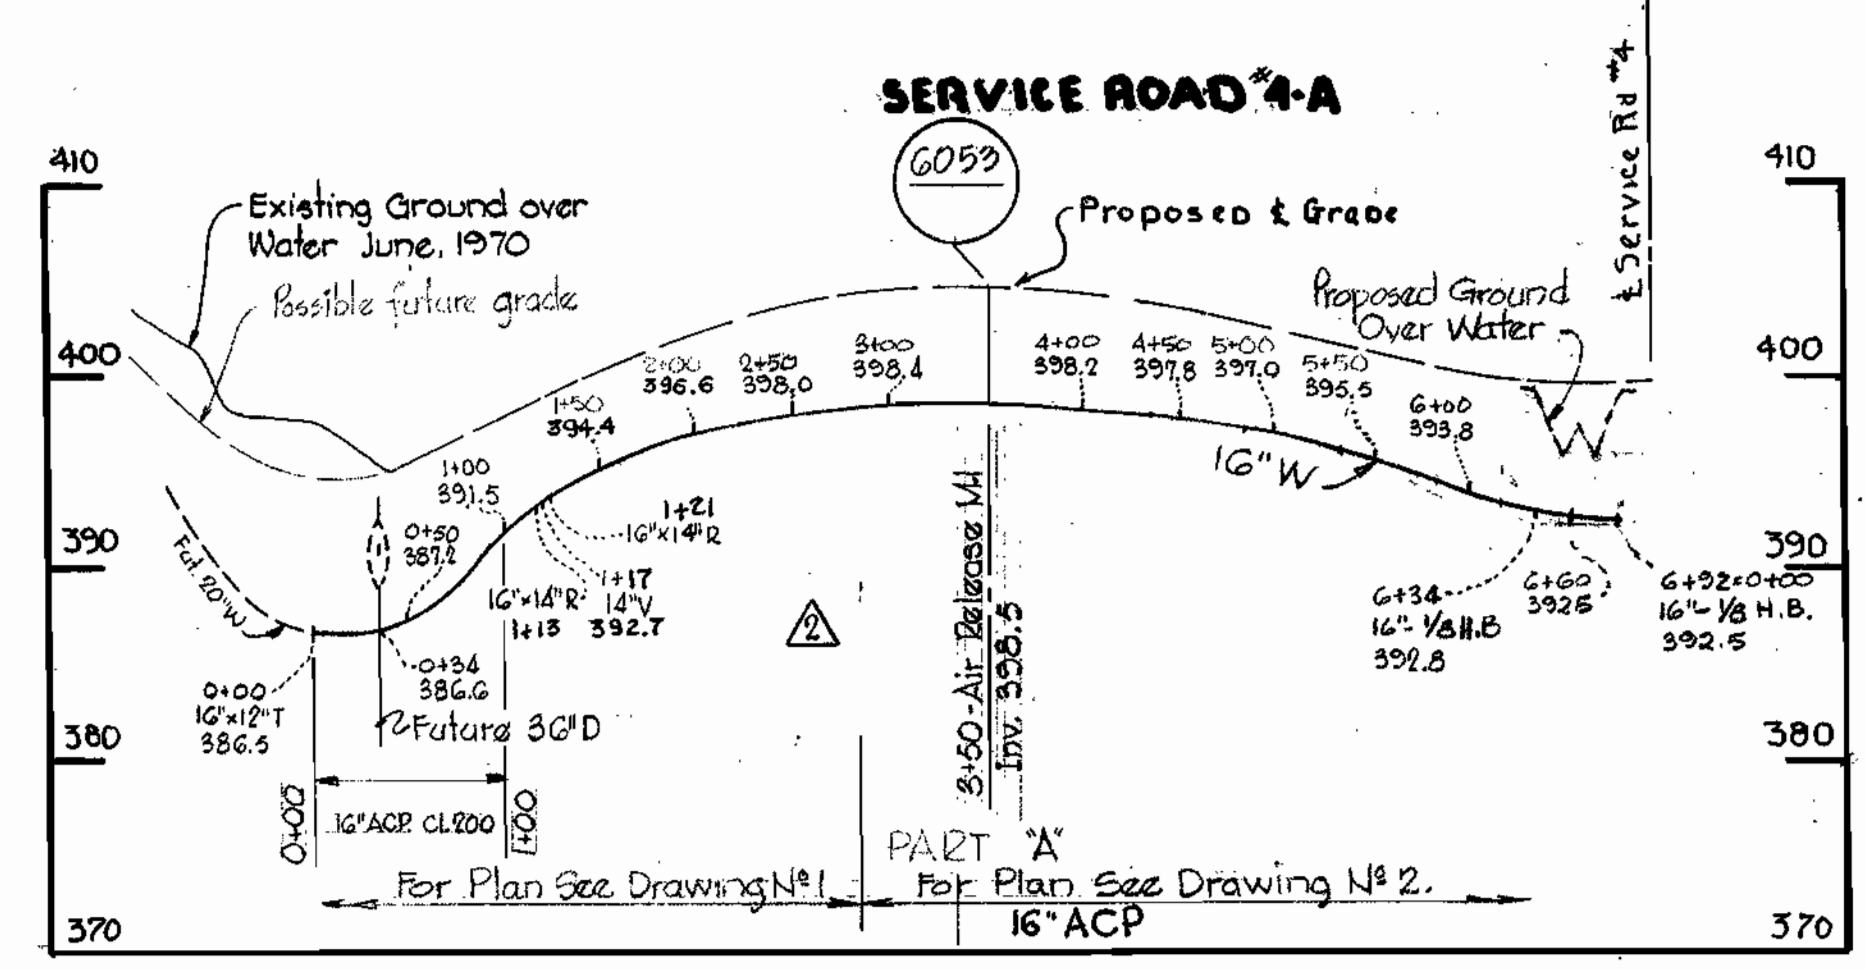 SERVICE ROAD #4-A
℄ Service Rd #4
6053
410
410
Existing Ground over
Water June, 1970
Possible future grade
Proposed ℄ Grade
Proposed Ground
Over Water
400
400
2+00
396.6
2+50
398.0
3+00
398.4
4+00
398.2
4+50
397.8
5+00
397.0
5+50
395.5
6+00
393.8
1+50
394.4
1+00
391.5
16"W
390
390
Fut. 20"W
0+50
387.2
1+21
16"x14"R
16"x14"R
1+13
1+17
14"V
392.7
2
3+50-Air Release MH
Inv. 398.5
6+34
16"-1/8 H.B
392.8
6+60
392.5
6+92=0+00
16"-1/8 H.B.
392.5
0+00
16"x12"T
386.5
0+34
386.6
Future 36"D
380
380
0+00
16"ACP. CL200
1+00
PART "A"
For Plan See Drawing Nº 1
For Plan See Drawing Nº 2.
16"ACP
370
370